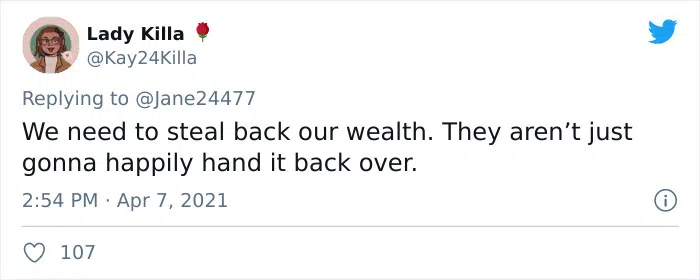 Lady Killa 🌹
@Kay24Killa
Replying to @Jane24477
We need to steal back our wealth. They aren’t just
gonna happily hand it back over.
2:54 PM · Apr 7, 2021
107